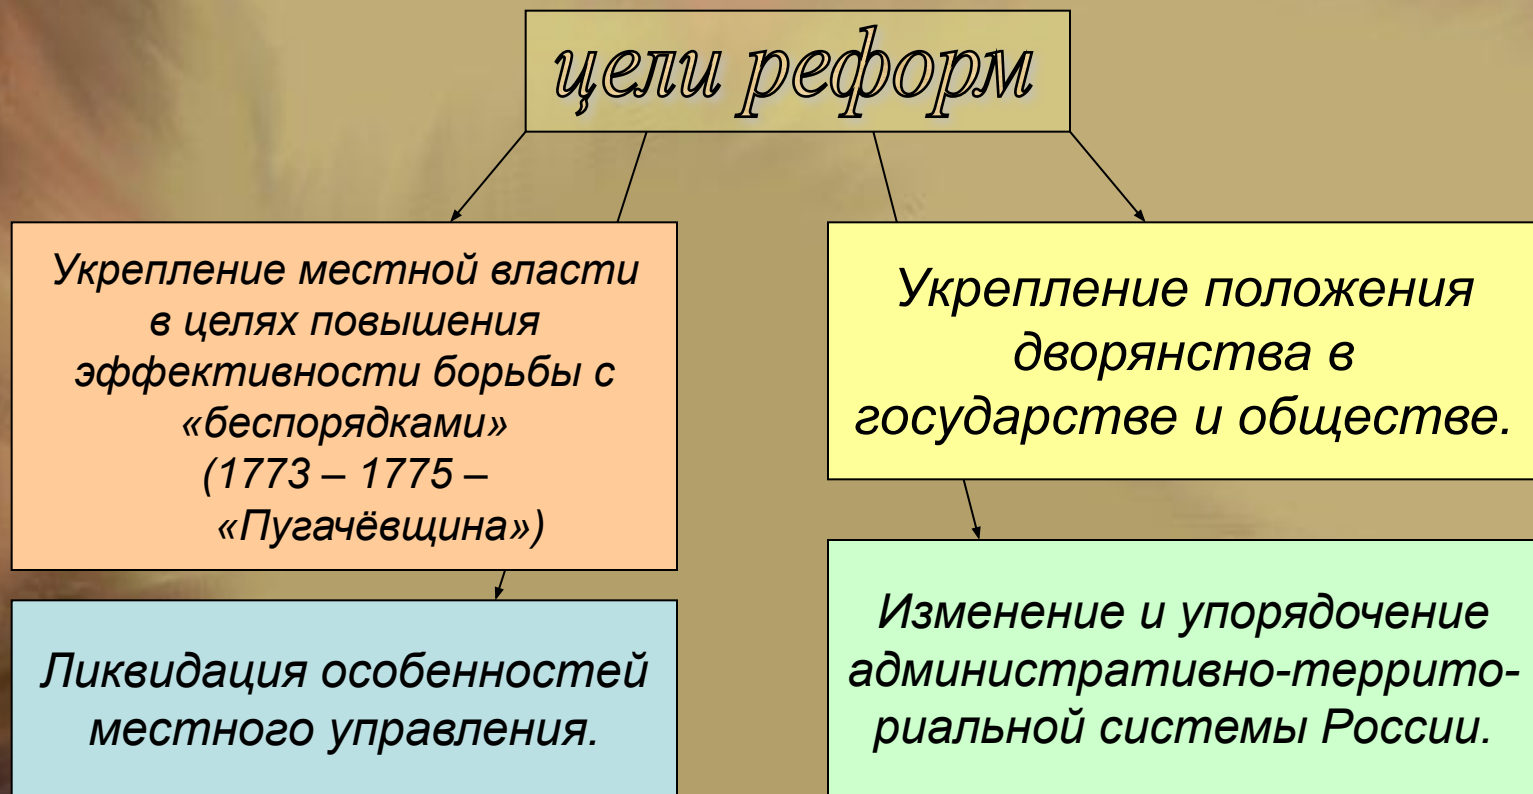 цели реформ
Укрепление местной власти
в целях повышения
эффективности борьбы с
«беспорядками»
(1773 – 1775 –
«Пугачёвщина»)
Укрепление положения
дворянства в
государстве и обществе.
Ликвидация особенностей
местного управления.
Изменение и упорядочение
административно-террито-
риальной системы России.